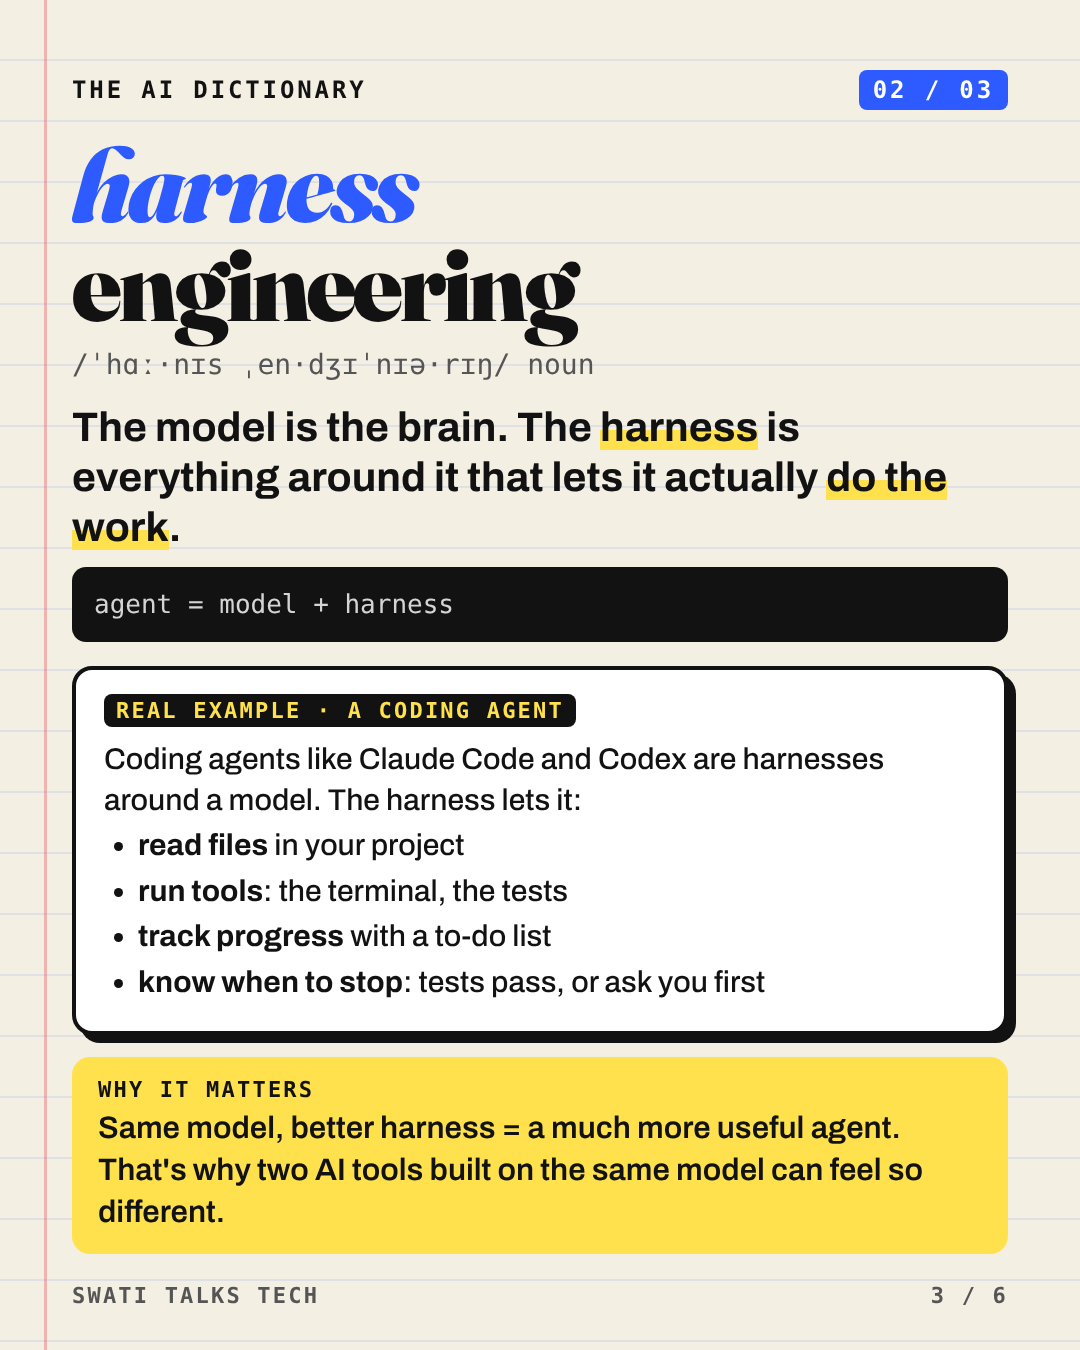 THE AI DICTIONARY
02 / 03
harness
engineering
/ˈhɑː·nɪs ˌen·dʒɪˈnɪə·rɪŋ/ noun
The model is the brain. The harness is
everything around it that lets it actually do the
work.
agent = model + harness
REAL EXAMPLE · A CODING AGENT
Coding agents like Claude Code and Codex are harnesses
around a model. The harness lets it:
• read files in your project
• run tools: the terminal, the tests
• track progress with a to-do list
• know when to stop: tests pass, or ask you first
WHY IT MATTERS
Same model, better harness = a much more useful agent.
That's why two AI tools built on the same model can feel so
different.
SWATI TALKS TECH
3 / 6